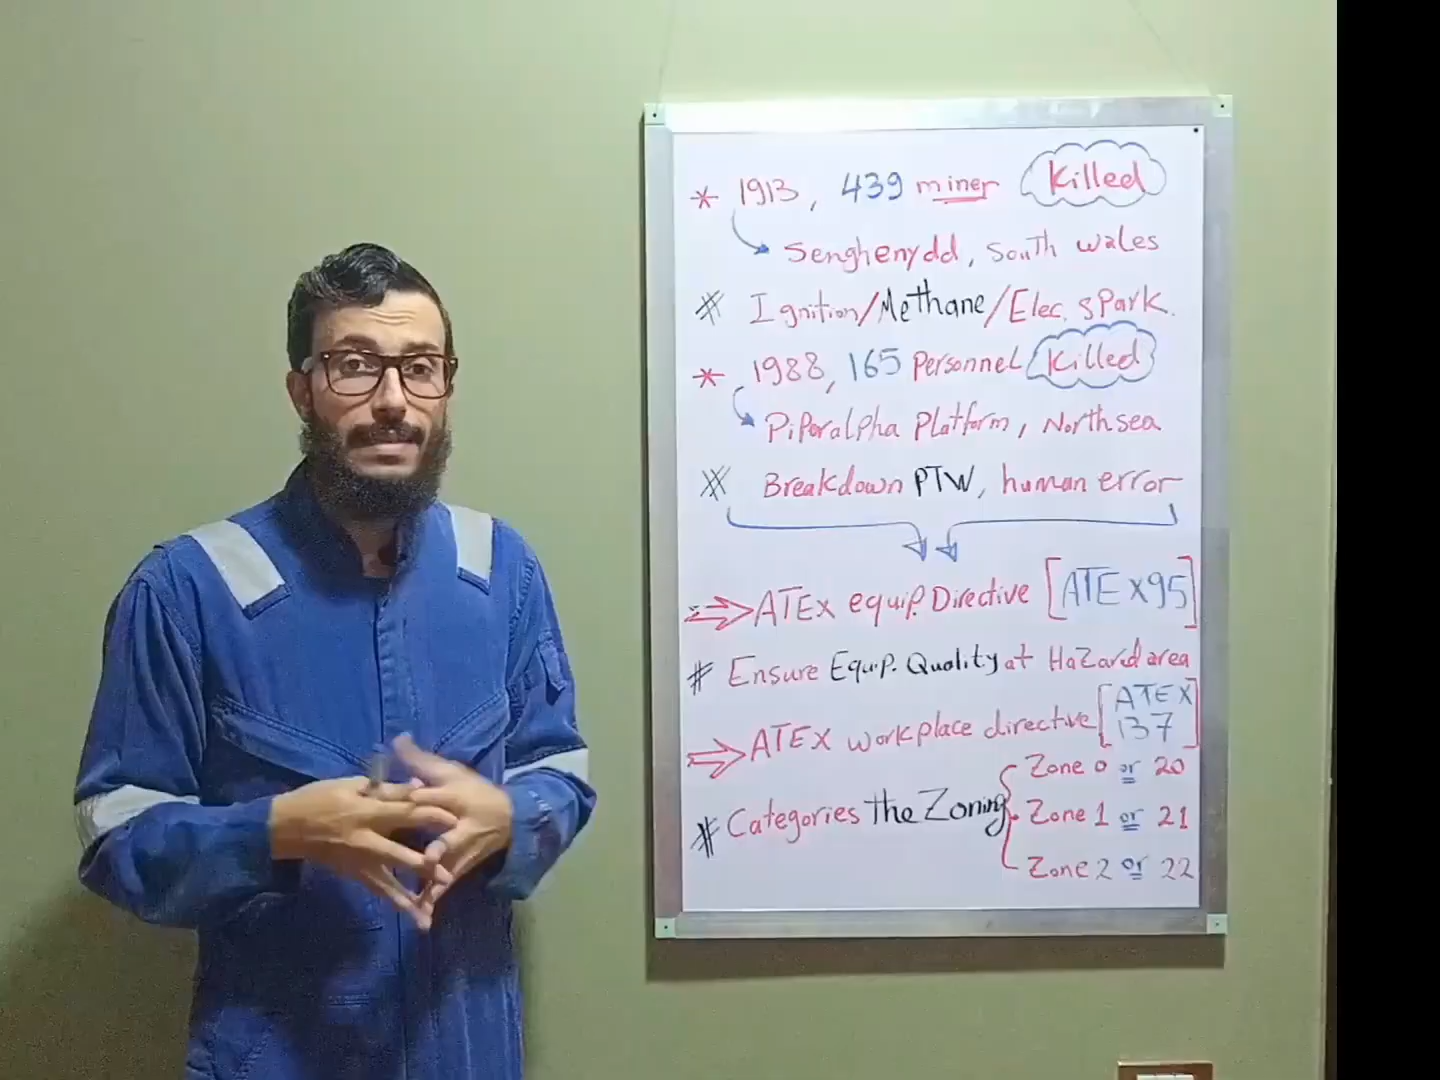 * 1913, 439 miner Killed
Senghenydd, South Wales
# Ignition/Methane/Elec. spark.
* 1988, 165 Personnel Killed
Piperalpha Platform, North sea
# Breakdown PTW, human error
ATEX equip. Directive [ATEX95]
# Ensure Equip. Quality at Hazard area
ATEX workplace directive [ATEX 137]
# Categories The Zoning
Zone 0 or 20
Zone 1 or 21
Zone 2 or 22